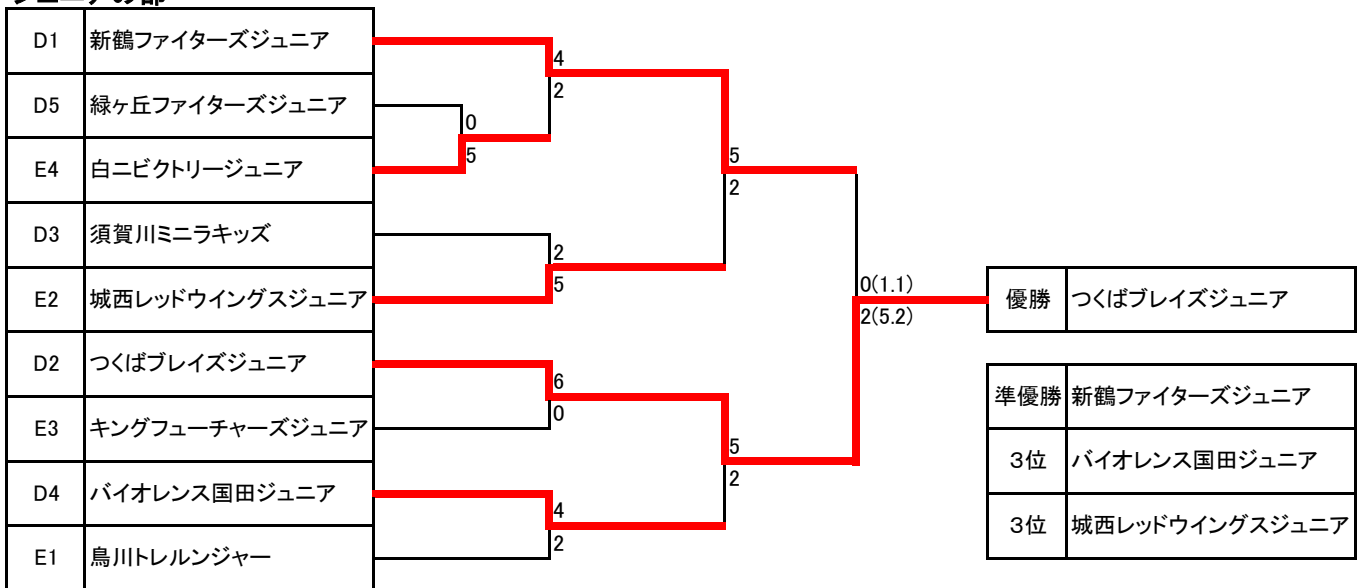 D1 新鶴ファイターズジュニア
4
2
D5 緑ヶ丘ファイターズジュニア
0
5
E4 白二ビクトリージュニア
5
2
D3 須賀川ミニラキッズ
2
5
E2 城西レッドウイングスジュニア
0(1.1)
2(5.2)
優勝 つくばブレイズジュニア
D2 つくばブレイズジュニア
6
0
E3 キングフューチャーズジュニア
5
2
D4 バイオレンス国田ジュニア
4
2
E1 鳥川トレルンジャー
準優勝 新鶴ファイターズジュニア
3位 バイオレンス国田ジュニア
3位 城西レッドウイングスジュニア